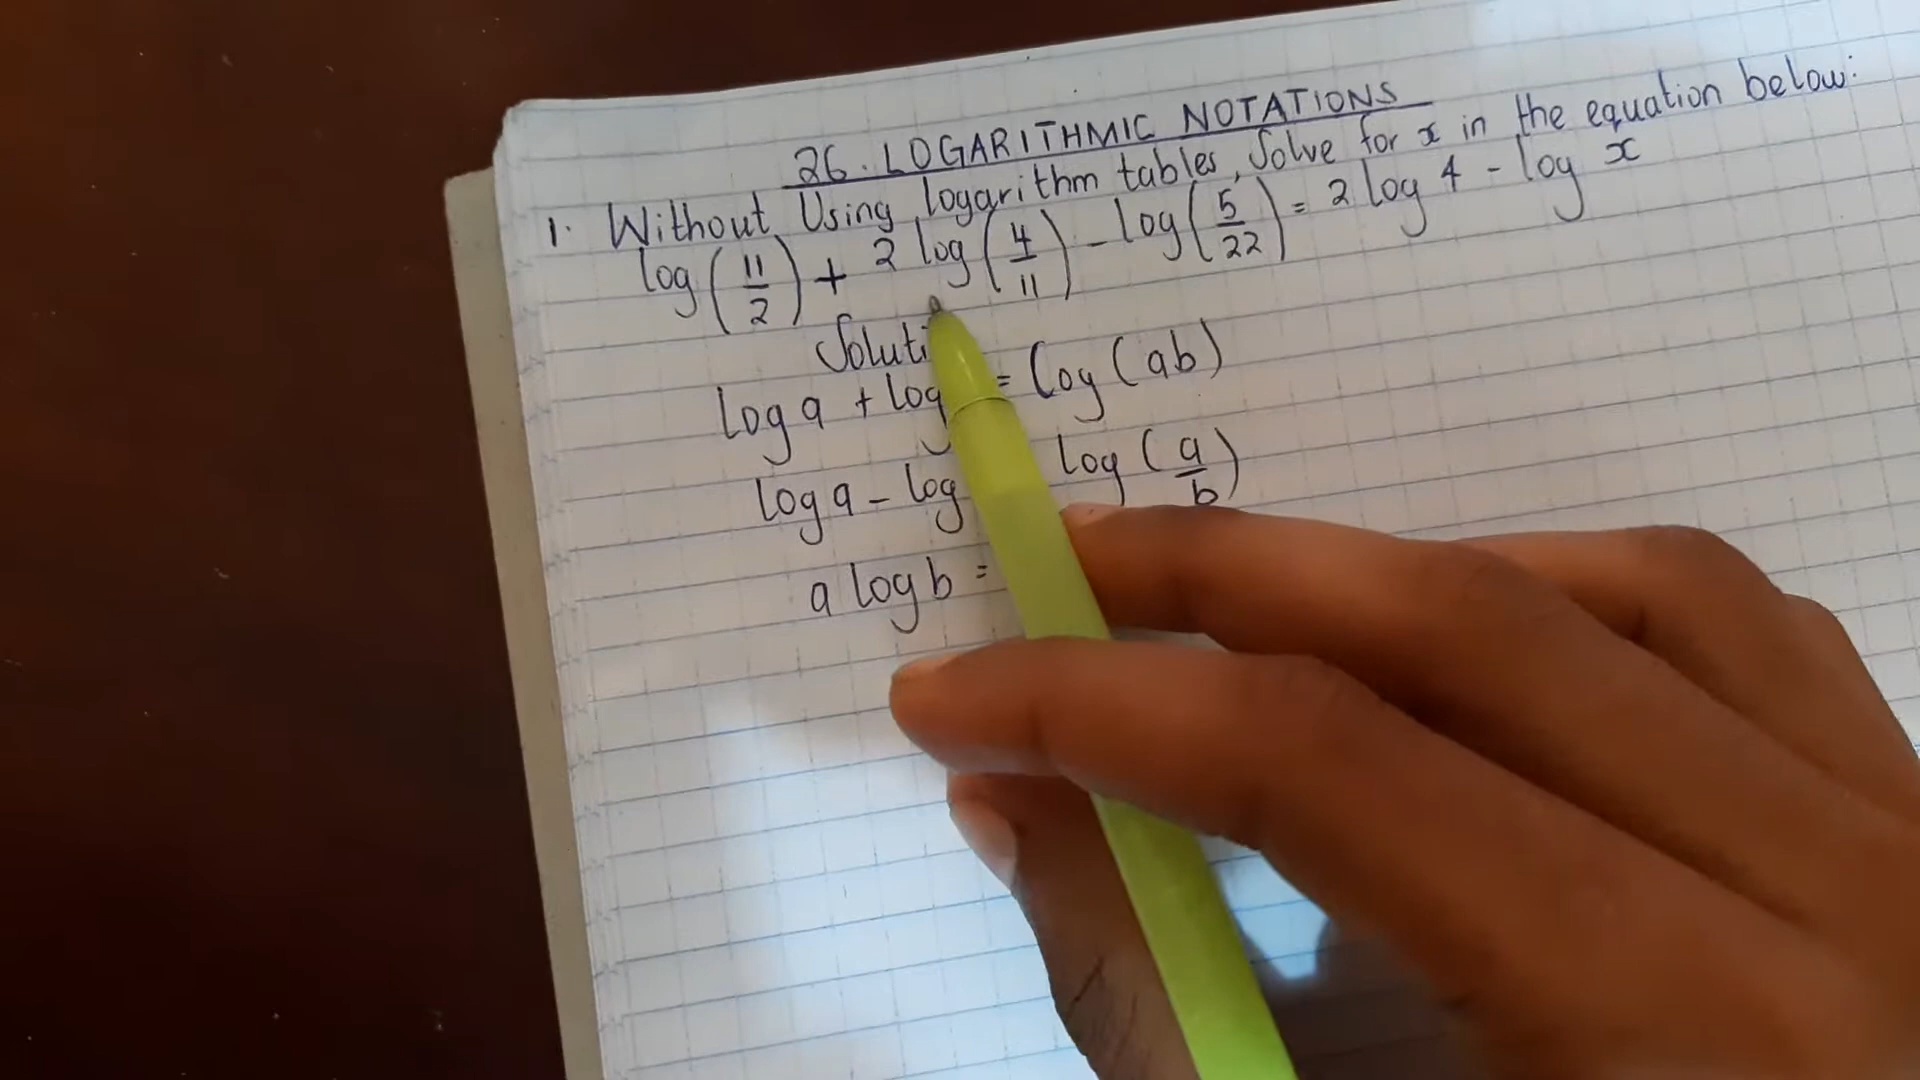 26. LOGARITHMIC NOTATIONS
1. Without Using logarithm tables, Solve for x in the equation below:
log(11/2) + 2 log(4/11) - log(5/22) = 2 log 4 - log x
log a + log = log (ab)
log a - log log (a/b)
a log b =